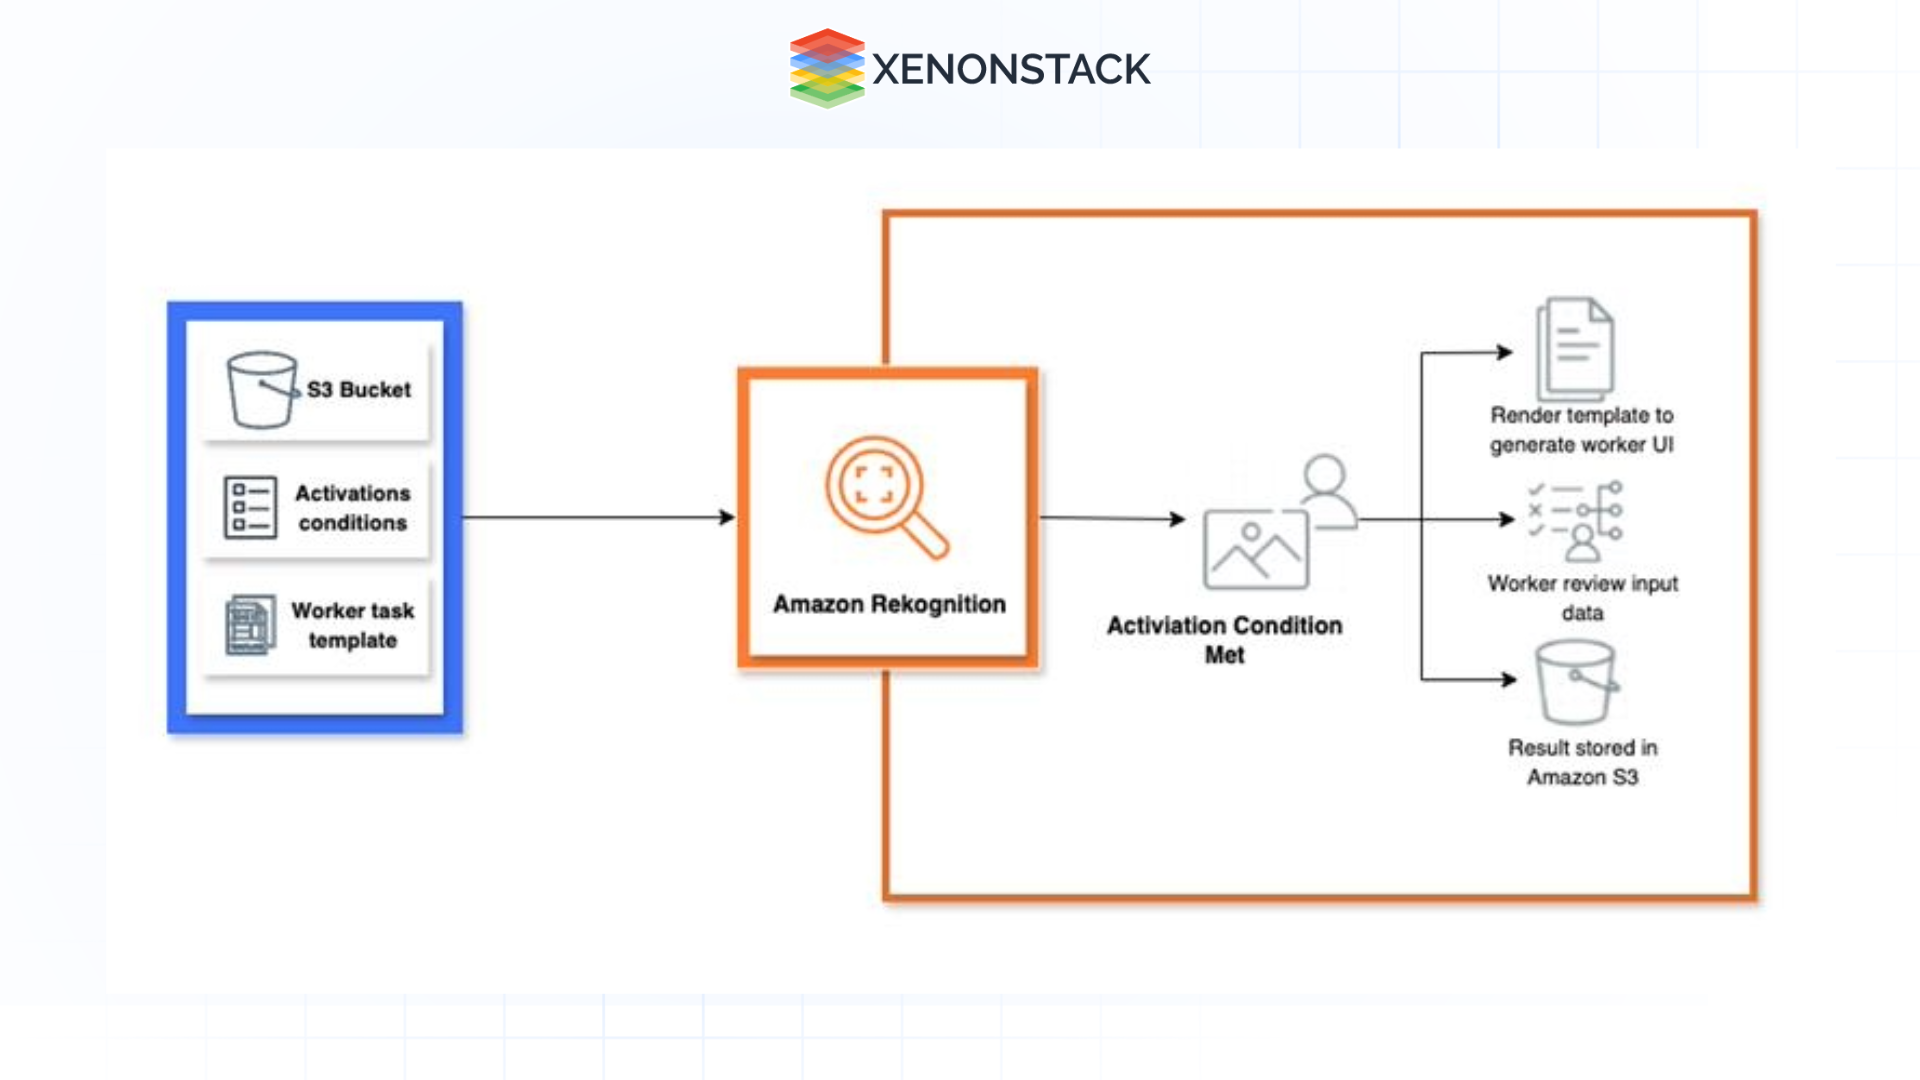 XENONSTACK
S3 Bucket
Activations
conditions
Worker task
template
Amazon Rekognition
Activiation Condition
Met
Render template to
generate worker UI
Worker review input
data
Result stored in
Amazon S3